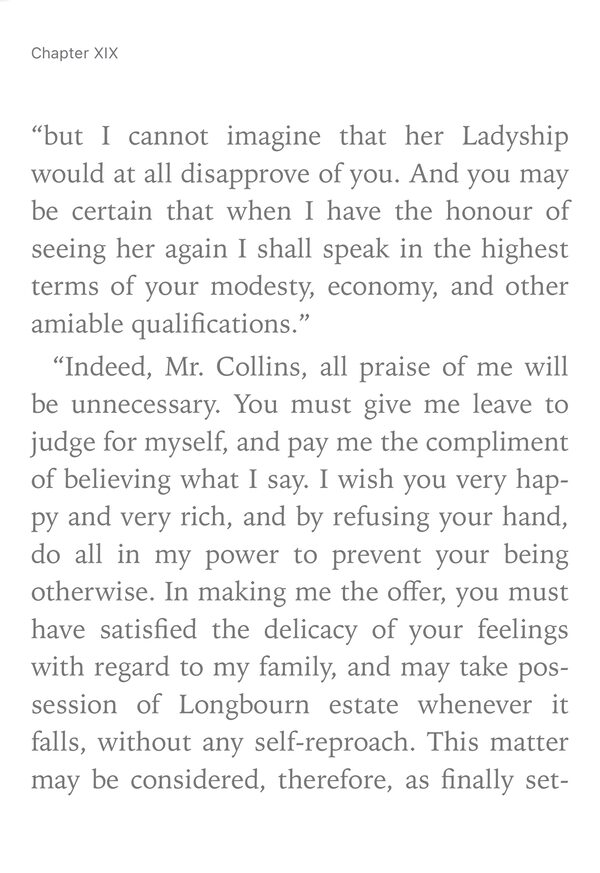 Chapter XIX
“but I cannot imagine that her Ladyship
would at all disapprove of you. And you may
be certain that when I have the honour of
seeing her again I shall speak in the highest
terms of your modesty, economy, and other
amiable qualifications.”
“Indeed, Mr. Collins, all praise of me will
be unnecessary. You must give me leave to
judge for myself, and pay me the compliment
of believing what I say. I wish you very hap-
py and very rich, and by refusing your hand,
do all in my power to prevent your being
otherwise. In making me the offer, you must
have satisfied the delicacy of your feelings
with regard to my family, and may take pos-
session of Longbourn estate whenever it
falls, without any self-reproach. This matter
may be considered, therefore, as finally set-